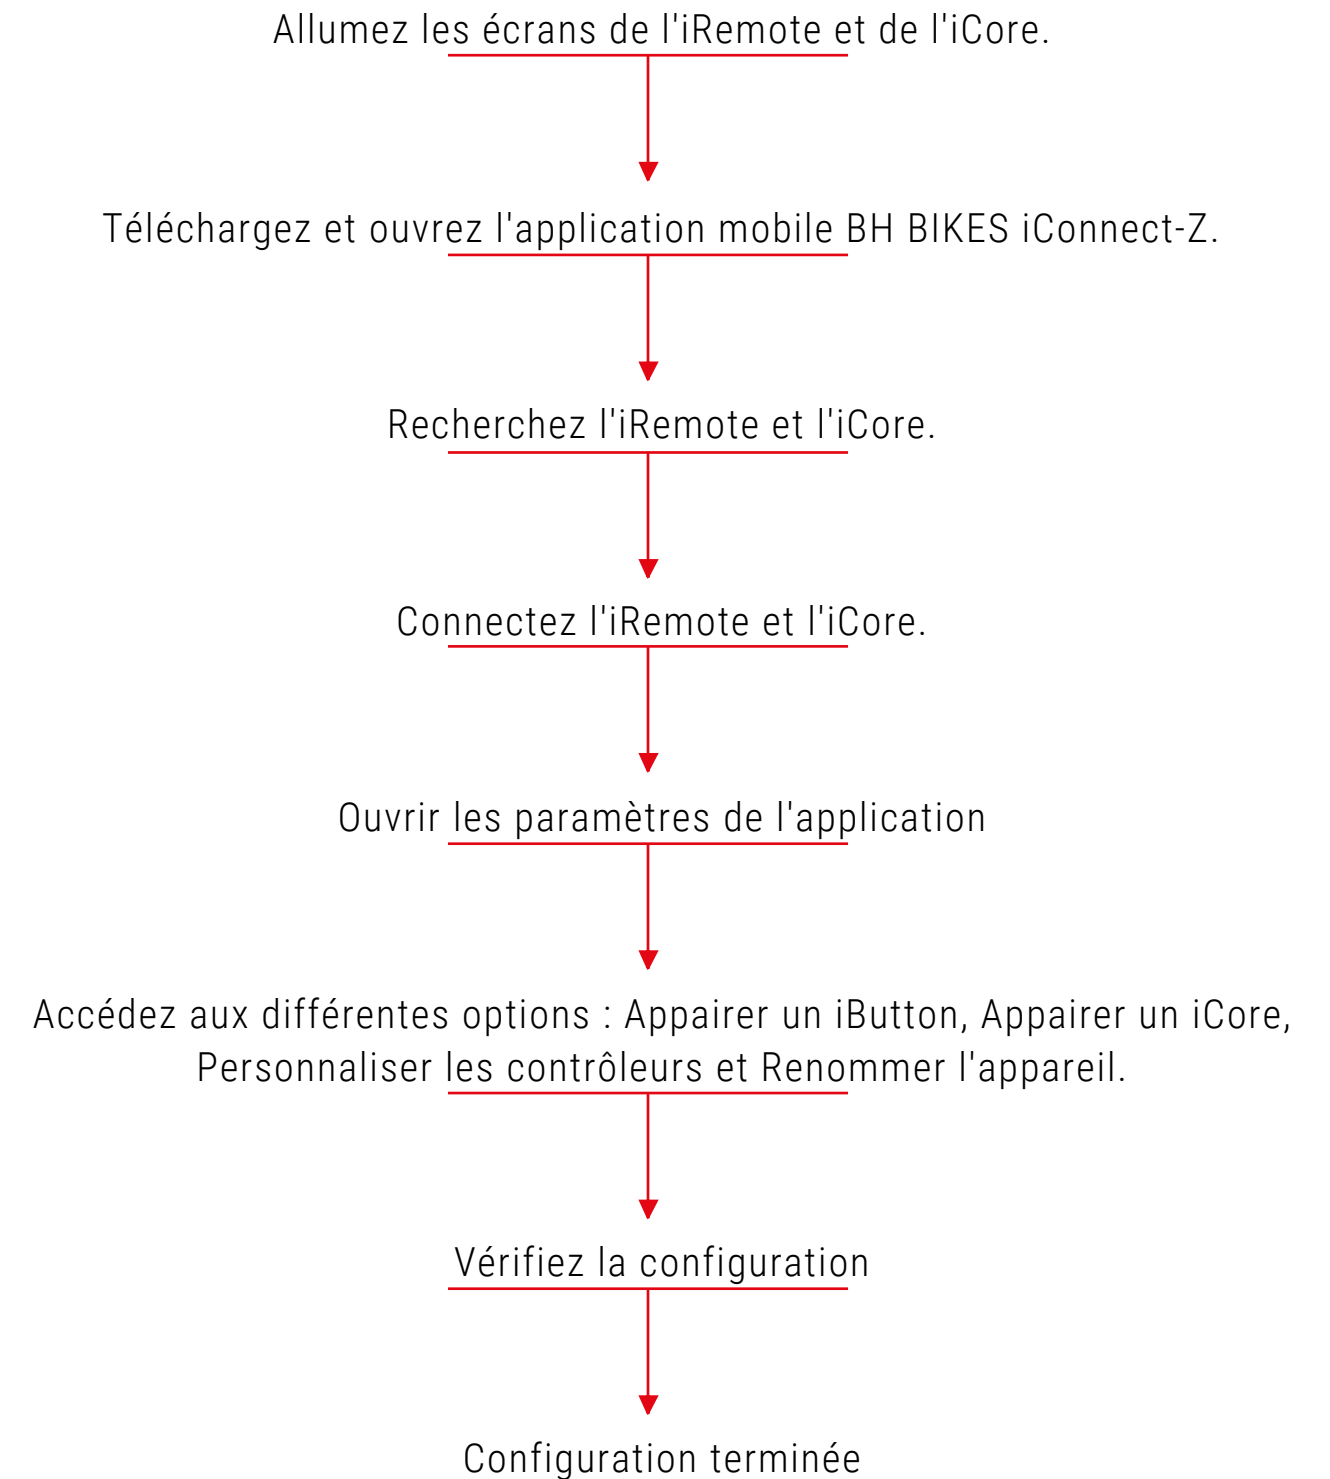 Allumez les écrans de l'iRemote et de l'iCore.
Téléchargez et ouvrez l'application mobile BH BIKES iConnect-Z.
Recherchez l'iRemote et l'iCore.
Connectez l'iRemote et l'iCore.
Ouvrir les paramètres de l'application
Accédez aux différentes options : Appairer un iButton, Appairer un iCore,
Personnaliser les contrôleurs et Renommer l'appareil.
Vérifiez la configuration
Configuration terminée